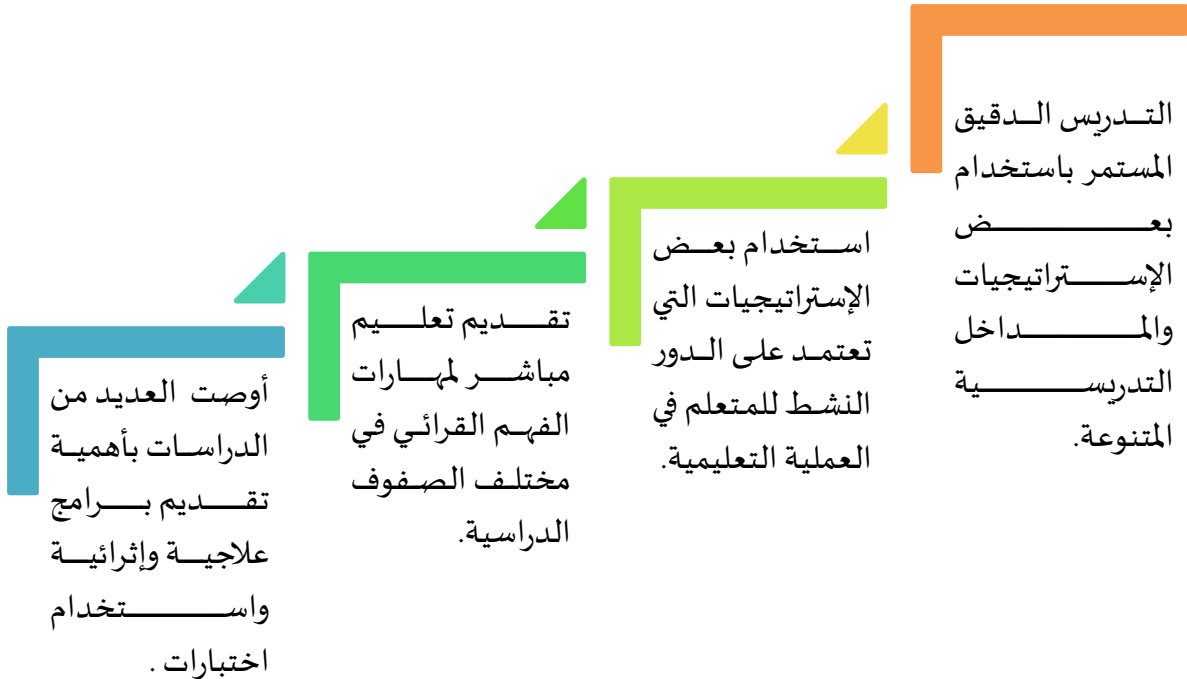 التدريس الدقيق
المستمر باستخدام
بعض
الإستراتيجيات
والمداخل
التدريسية
المتنوعة.
استخدام بعض
الإستراتيجيات التي
تعتمد على الدور
النشط للمتعلم في
العملية التعليمية.
تقديم تعليم
مباشر لمهارات
الفهم القرائي في
مختلف الصفوف
الدراسية.
أوصت العديد من
الدراسات بأهمية
تقديم برامج
علاجية وإثرائية
واستخدام
اختبارات .